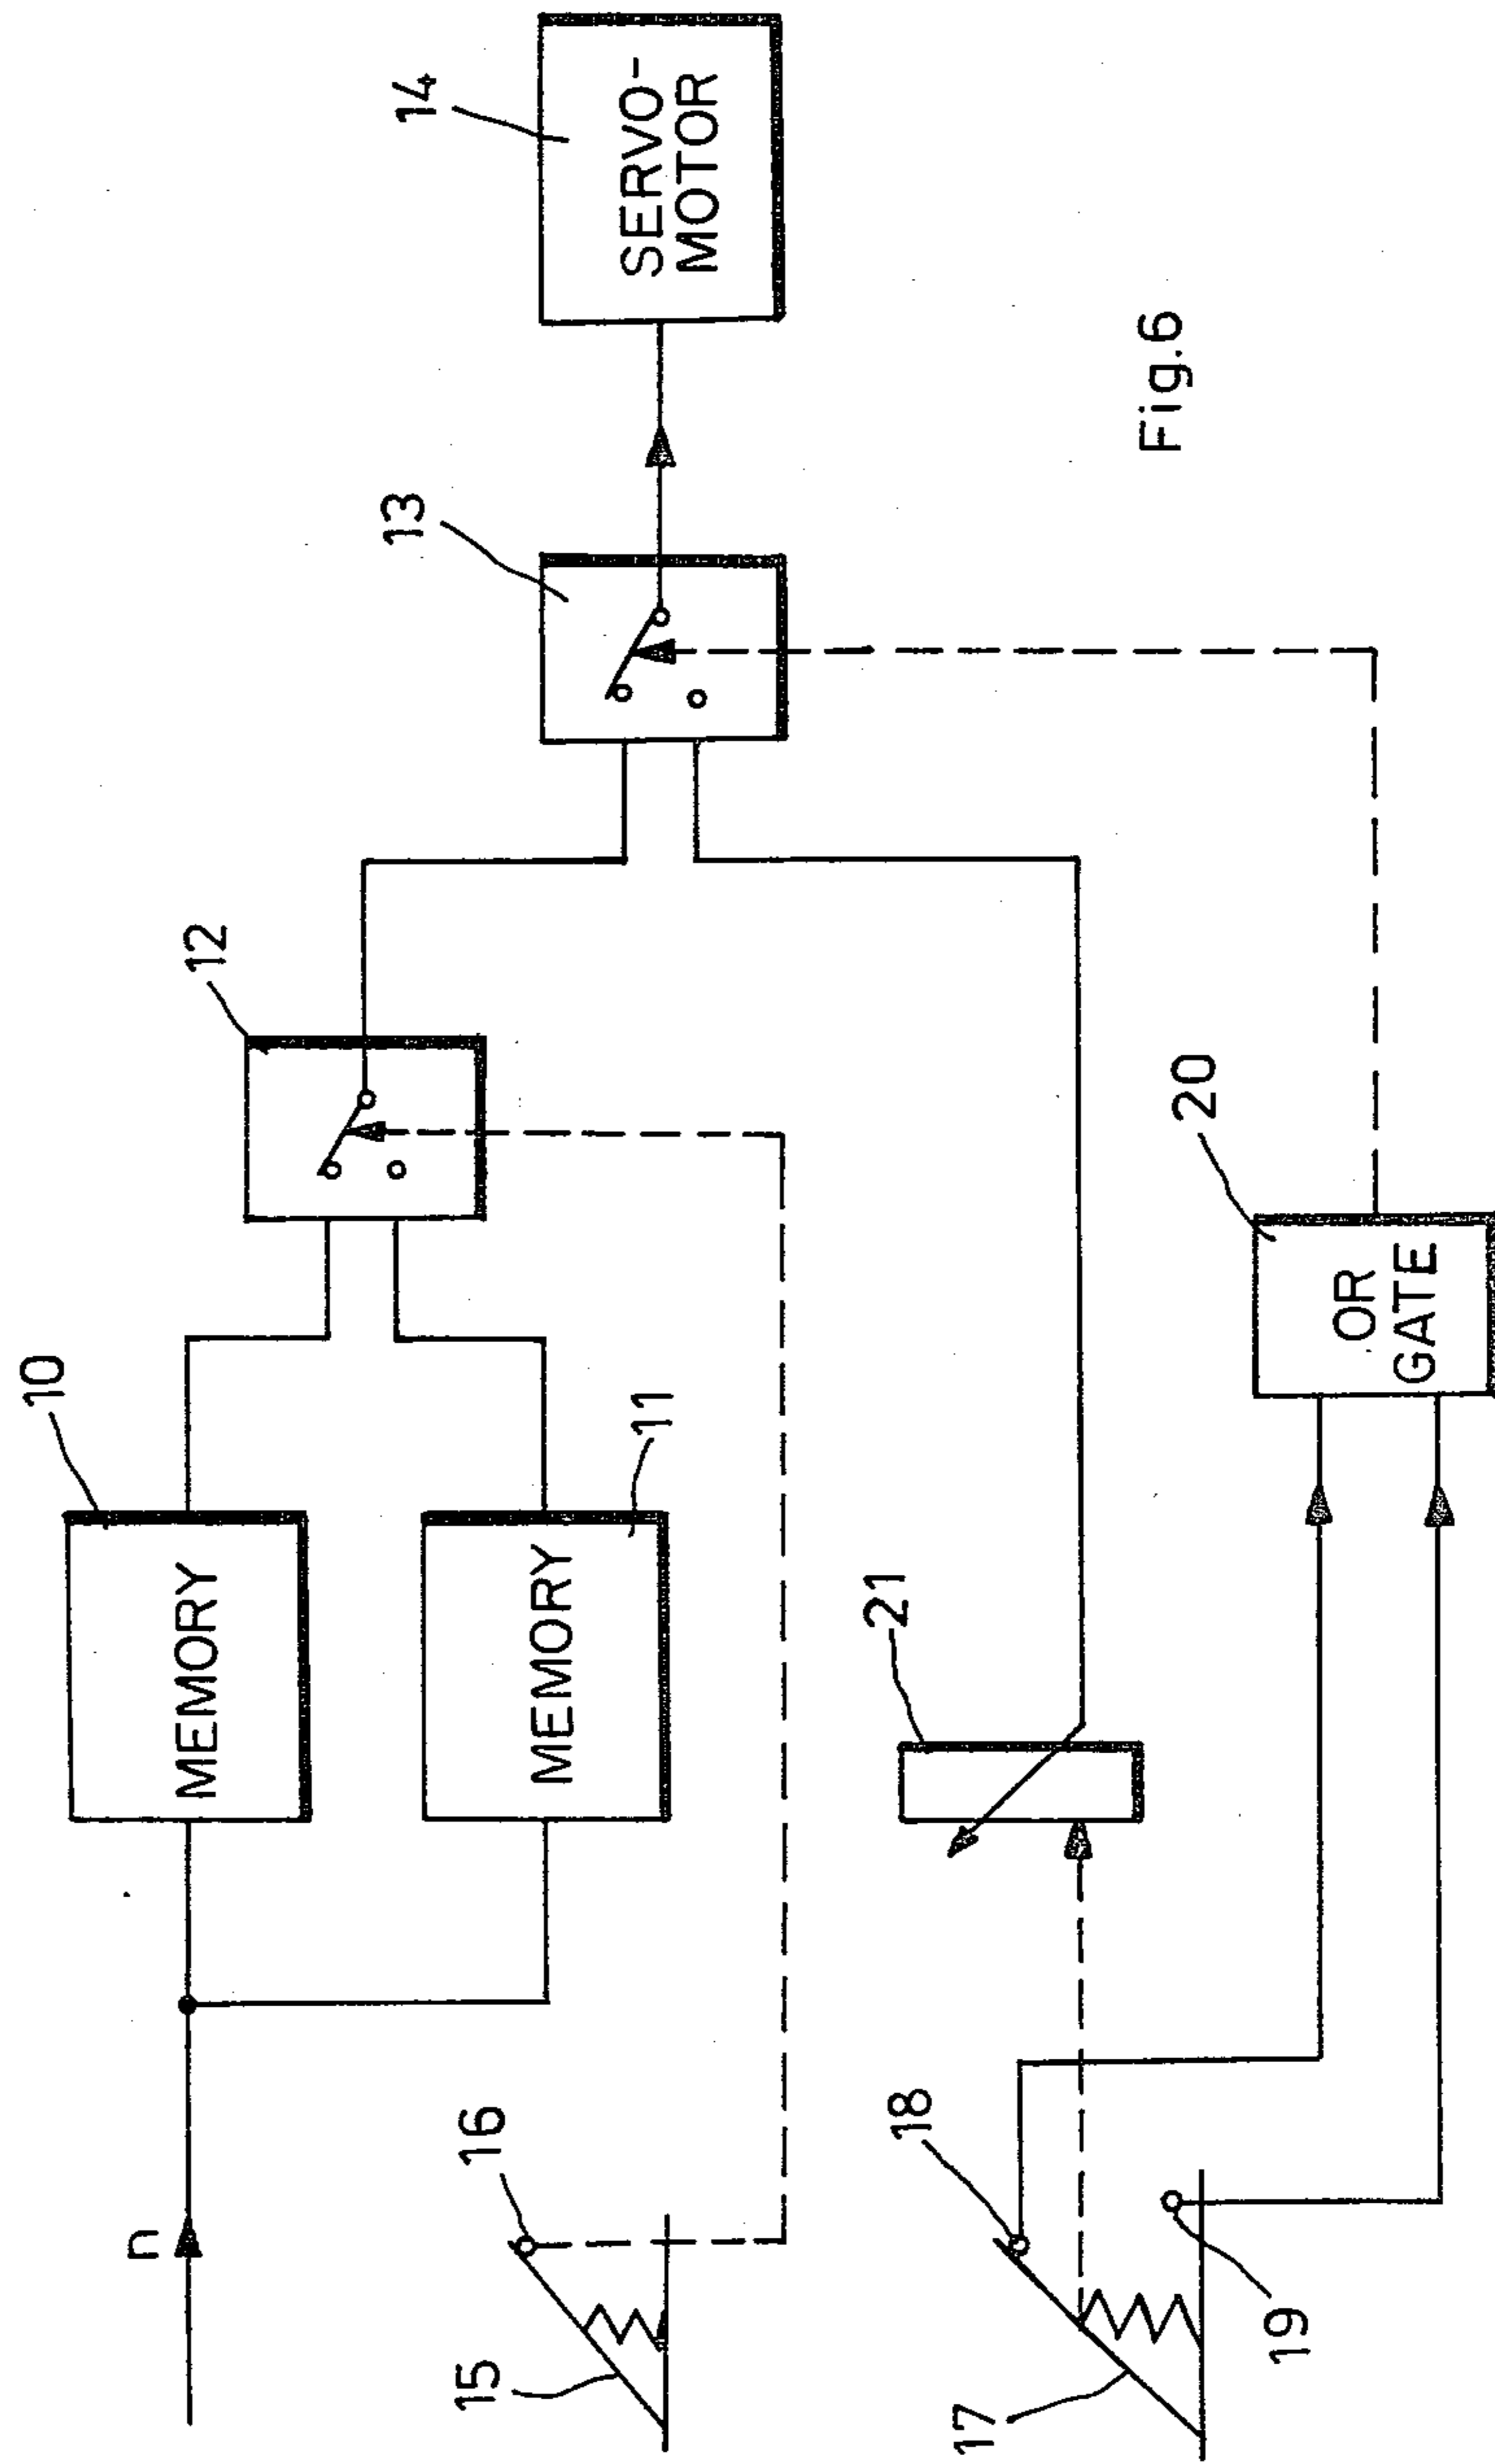 n
10
MEMORY
11
MEMORY
12
13
14
SERVO-
MOTOR
15
16
17
18
19
20
OR
GATE
21
Fig.6